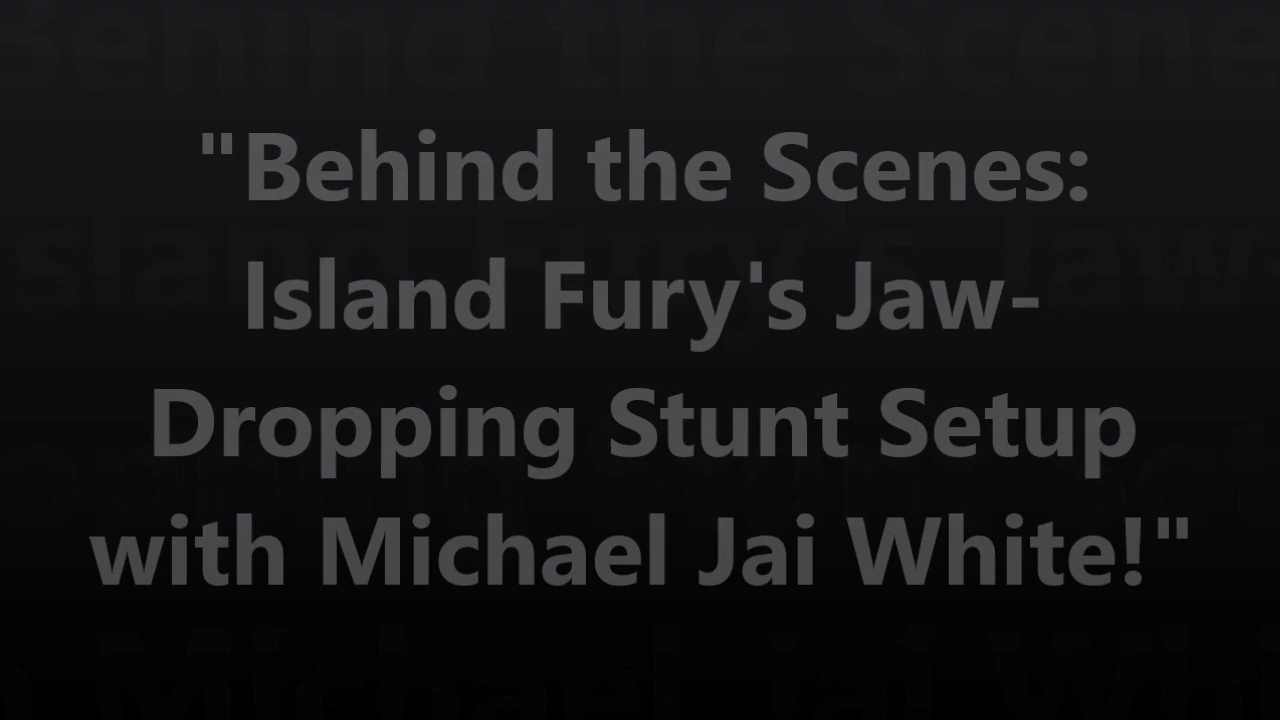 "Behind the Scenes:
Island Fury's Jaw-
Dropping Stunt Setup
with Michael Jai White!"